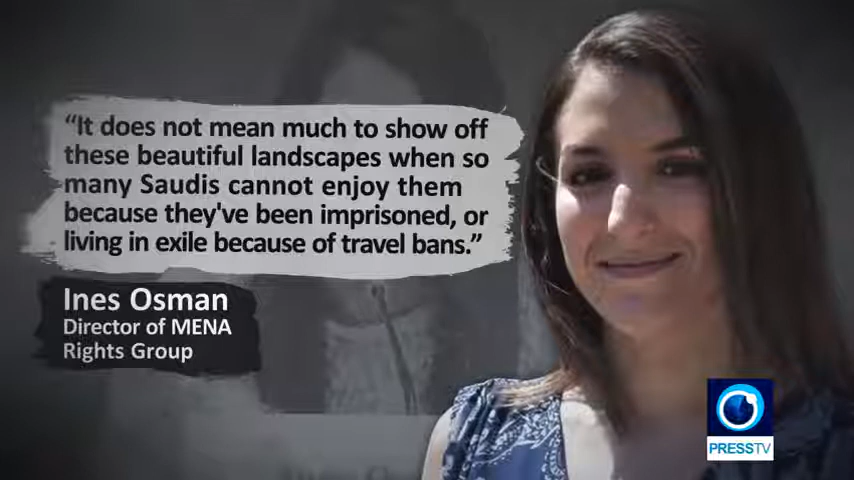 “It does not mean much to show off
these beautiful landscapes when so
many Saudis cannot enjoy them
because they've been imprisoned, or
living in exile because of travel bans.”
Ines Osman
Director of MENA
Rights Group
PRESSTV